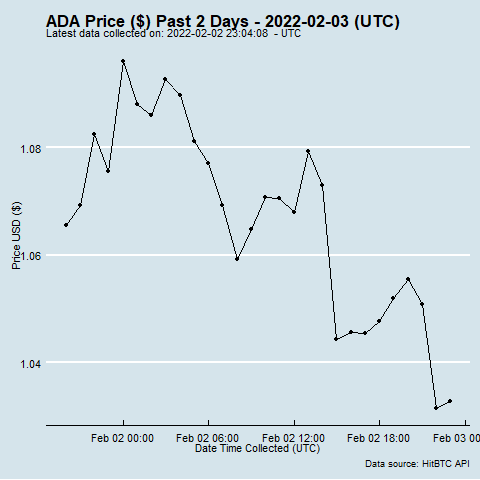 ADA Price ($) Past 2 Days - 2022-02-03 (UTC)
Latest data collected on: 2022-02-02 23:04:08  - UTC
1.08
1.06
1.04
Price USD ($)
Feb 02 00:00 Feb 02 06:00 Feb 02 12:00 Feb 02 18:00 Feb 03 00
Date Time Collected (UTC)
Data source: HitBTC API